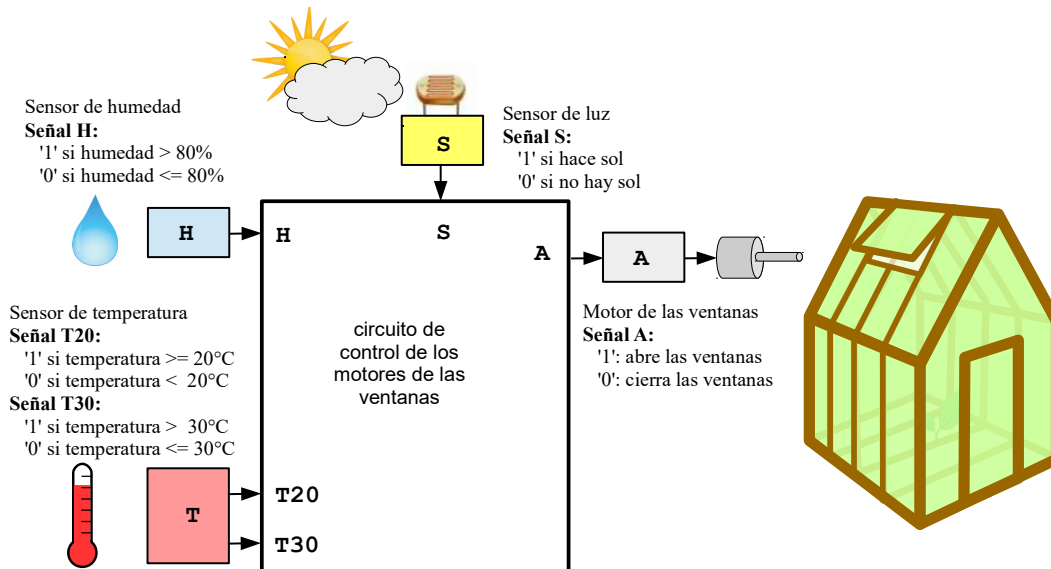 Sensor de humedad
Señal H:
'1' si humedad > 80%
'0' si humedad <= 80%
Sensor de luz
Señal S:
'1' si hace sol
'0' si no hay sol
S
H
H
S
A
A
Sensor de temperatura
Señal T20:
'1' si temperatura >= 20°C
'0' si temperatura < 20°C
Señal T30:
'1' si temperatura > 30°C
'0' si temperatura <= 30°C
circuito de
control de los
motores de las
ventanas
Motor de las ventanas
Señal A:
'1': abre las ventanas
'0': cierra las ventanas
T
T20
T30